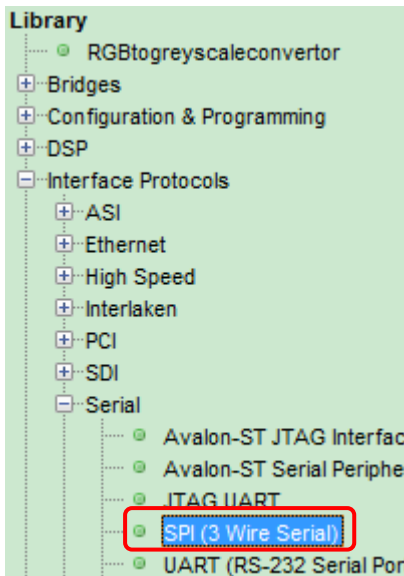 Library
RGBtogreyscaleconvertor
Bridges
Configuration & Programming
DSP
Interface Protocols
ASI
Ethernet
High Speed
Interlaken
PCI
SDI
Serial
Avalon-ST JTAG Interfac
Avalon-ST Serial Periphe
JTAG UART
SPI (3 Wire Serial)
UART (RS-232 Serial Por